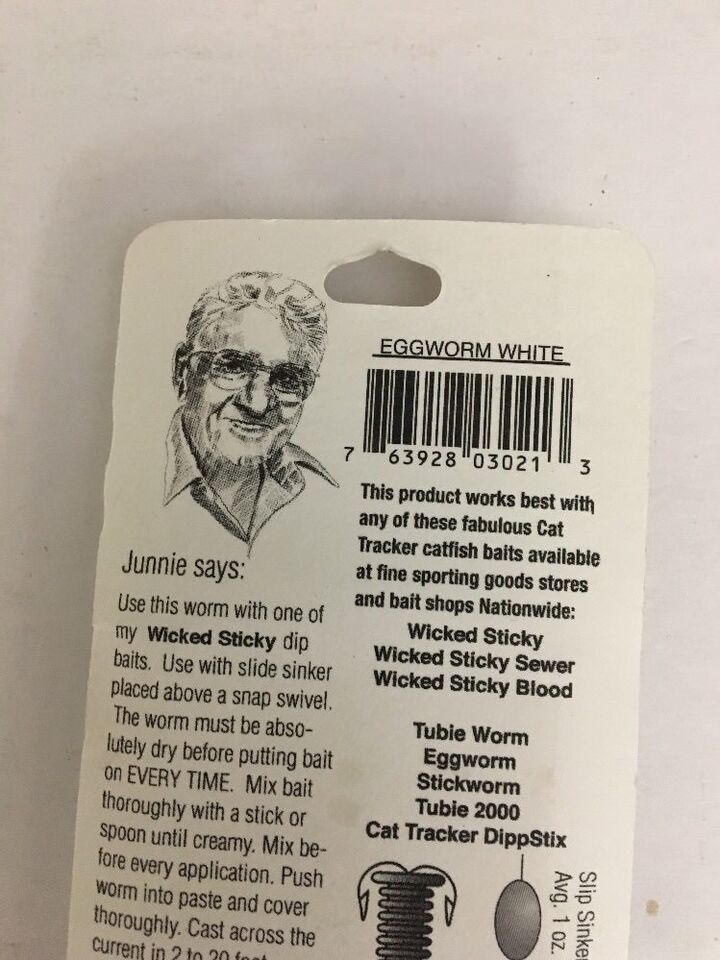 EGGWORM WHITE
7 63928 03021 3
This product works best with
any of these fabulous Cat
Tracker catfish baits available
at fine sporting goods stores
and bait shops Nationwide:
Wicked Sticky
Wicked Sticky Sewer
Wicked Sticky Blood
Tubie Worm
Eggworm
Stickworm
Tubie 2000
Cat Tracker DippStix
Slip Sinker
Avg. 1 oz.
Junnie says:
Use this worm with one of
my Wicked Sticky dip
baits. Use with slide sinker
placed above a snap swivel.
The worm must be abso-
lutely dry before putting bait
on EVERY TIME. Mix bait
thoroughly with a stick or
spoon until creamy. Mix be-
fore every application. Push
worm into paste and cover
thoroughly. Cast across the
current in 2 to 20 feet